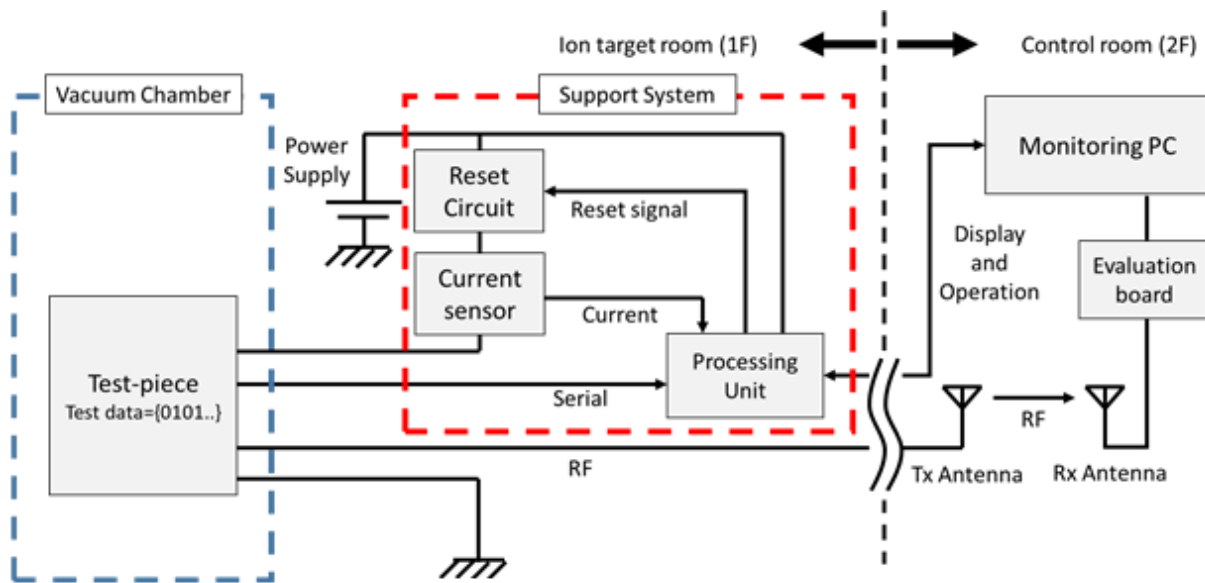 Ion target room (1F)
Control room (2F)
Vacuum Chamber
Support System
Power
Supply
Reset
Circuit
Reset signal
Monitoring PC
Current
sensor
Current
Display
and
Operation
Evaluation
board
Test-piece
Test data={0101..}
Serial
Processing
Unit
RF
RF
Tx Antenna
Rx Antenna